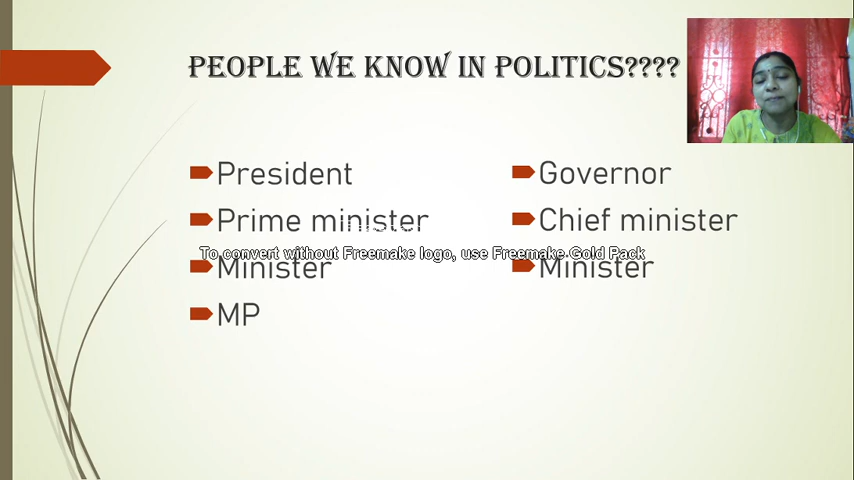 PEOPLE WE KNOW IN POLITICS????
President
Prime minister
Minister
MP
Governor
Chief minister
Minister
To convert without Freemake logo, use Freemake Gold Pack